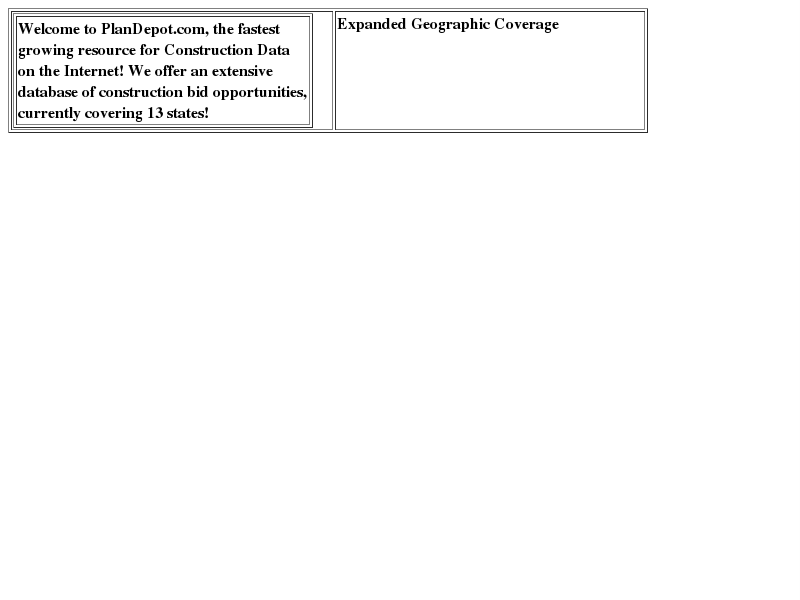 Welcome to PlanDepot.com, the fastest
growing resource for Construction Data
on the Internet! We offer an extensive
database of construction bid opportunities,
currently covering 13 states!
Expanded Geographic Coverage